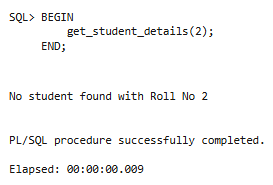 SQL> BEGIN
get_student_details(2);
END;
No student found with Roll No 2
PL/SQL procedure successfully completed.
Elapsed: 00:00:00.009